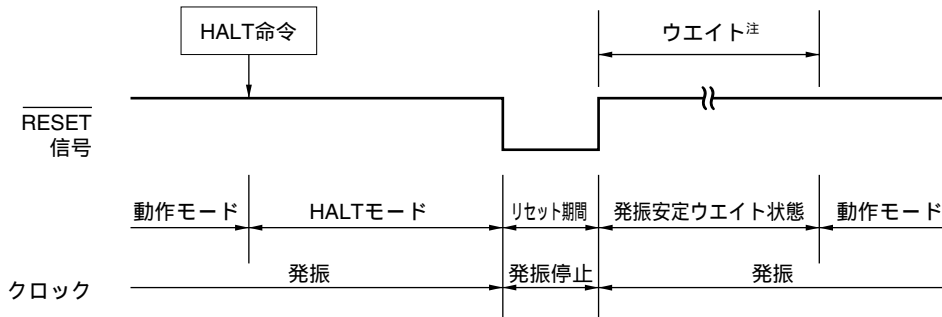 HALT命令
ウエイト注
RESET
信号
動作モード
HALTモード
リセット期間
発振安定ウエイト状態
動作モード
クロック
発振
発振停止
発振